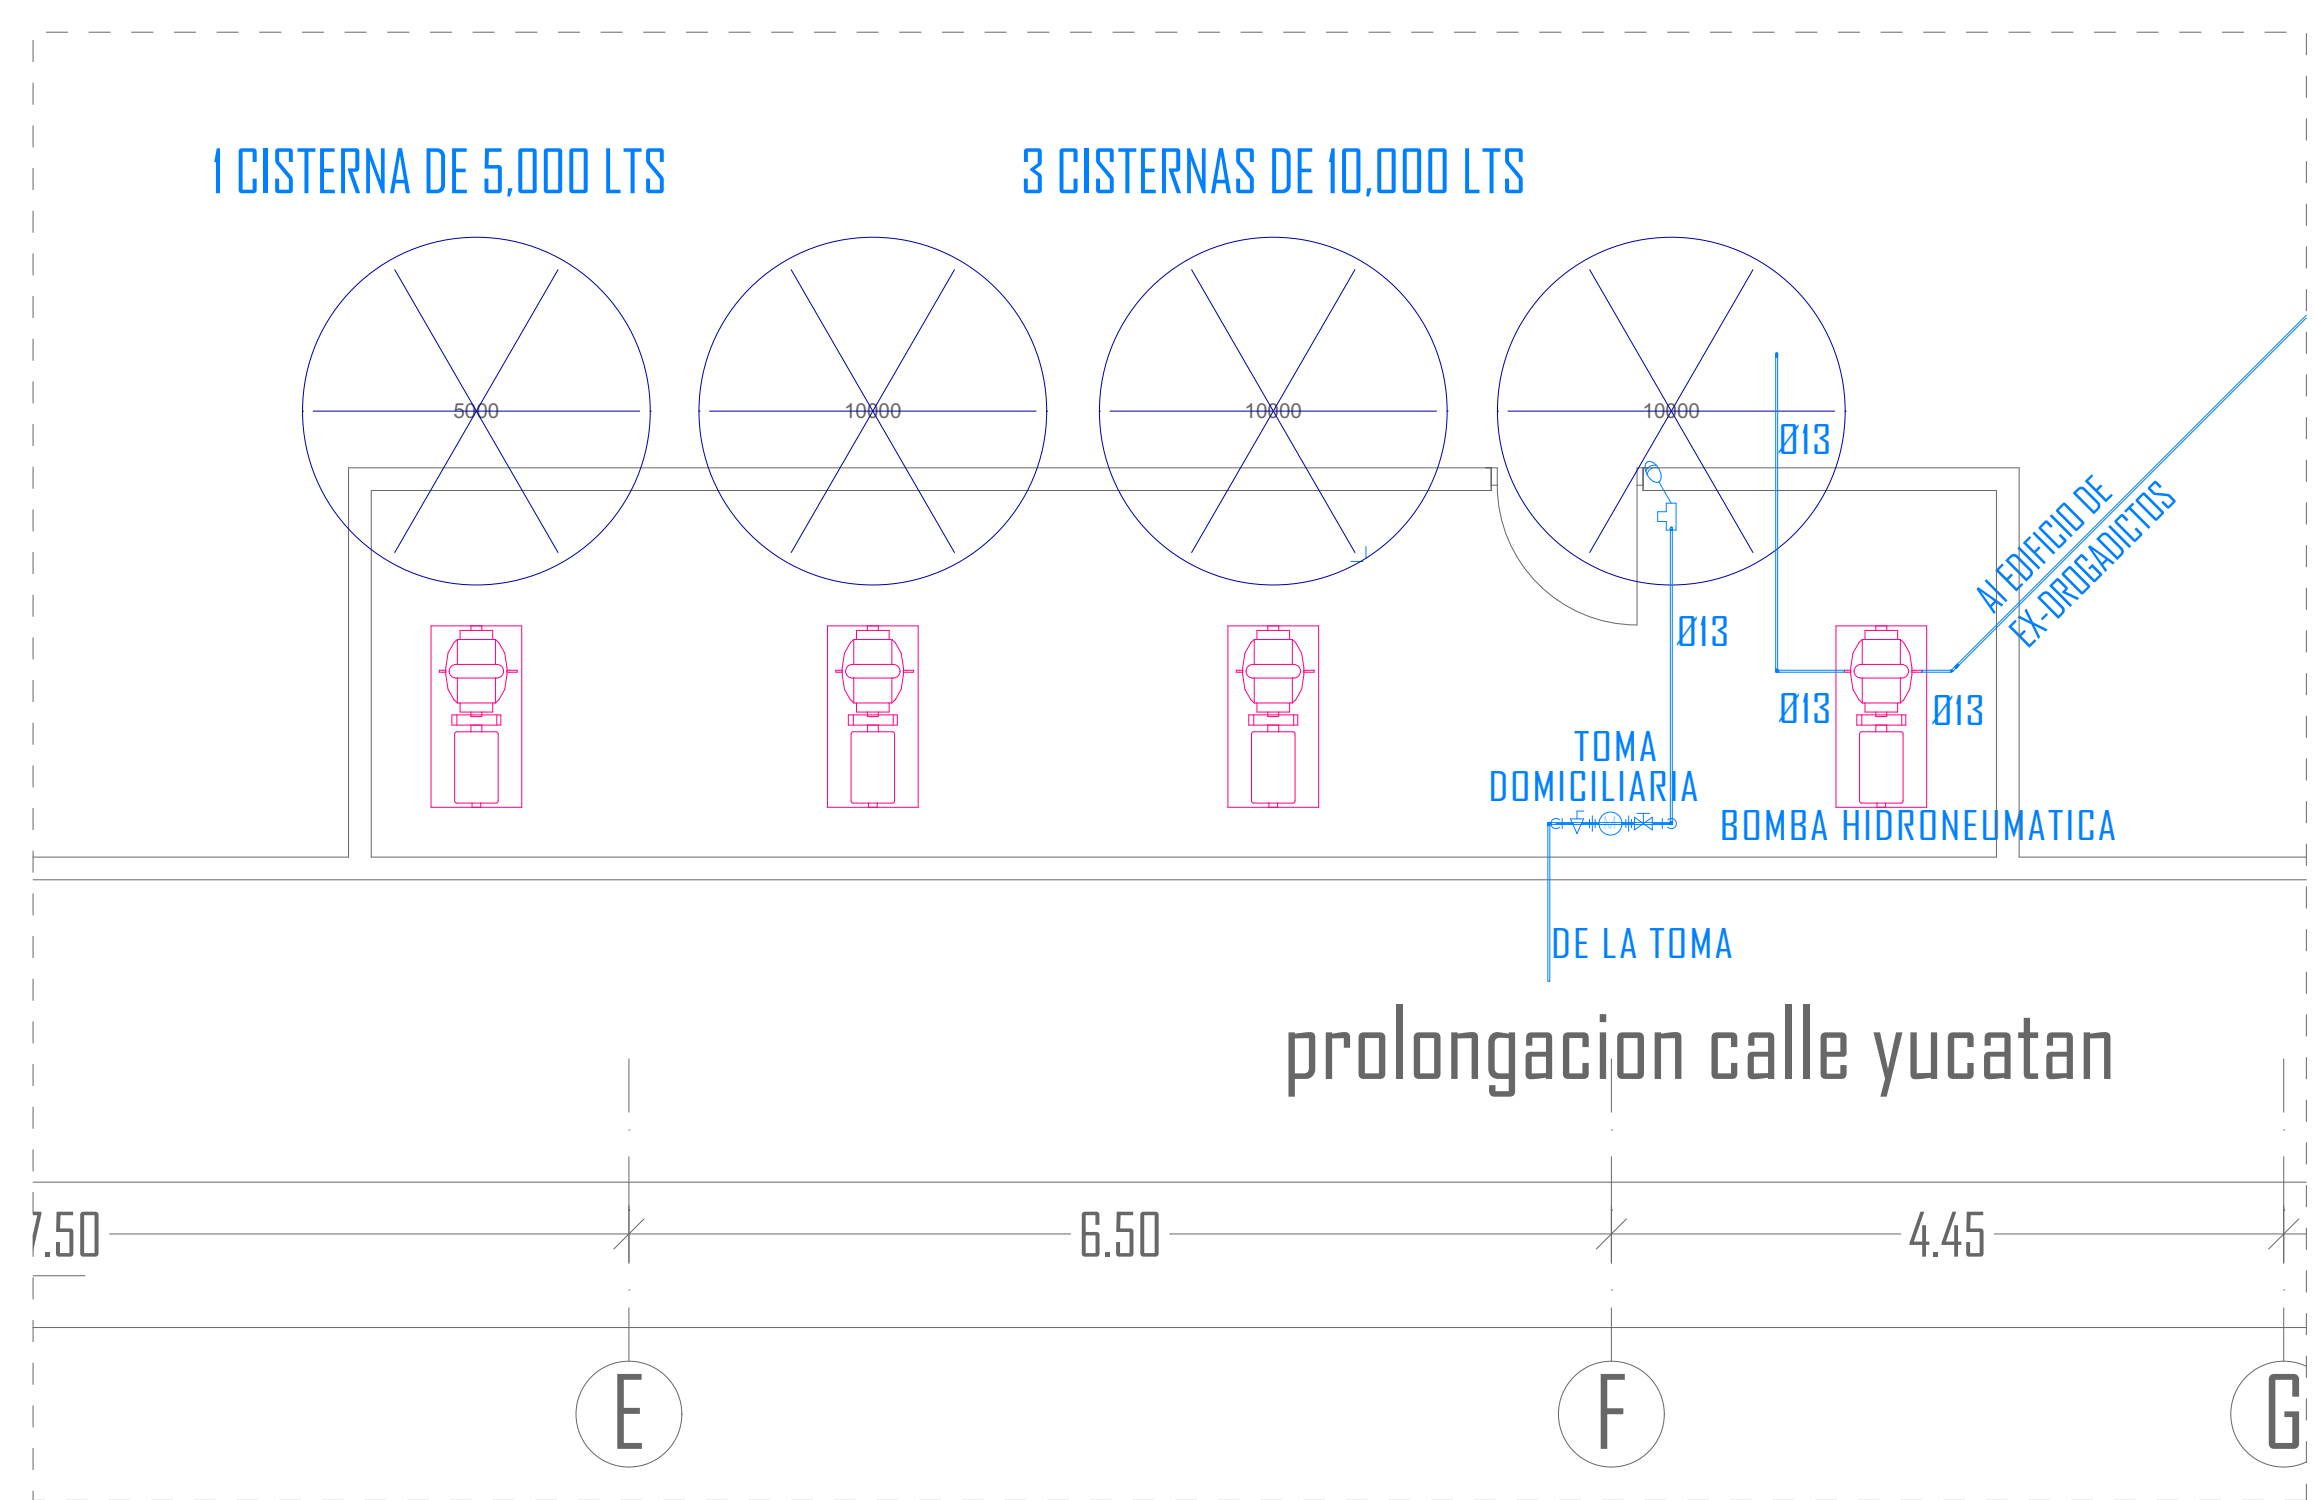 1 CISTERNA DE 5,000 LTS
3 CISTERNAS DE 10,000 LTS
5000
10000
10000
10000
Ø13
Al EDIFICIO DE
EX-DROGADICTOS
Ø13
Ø13
Ø13
TOMA
DOMICILIARIA
M
BOMBA HIDRONEUMATICA
DE LA TOMA
prolongacion calle yucatan
7.50
6.50
4.45
E
F
G